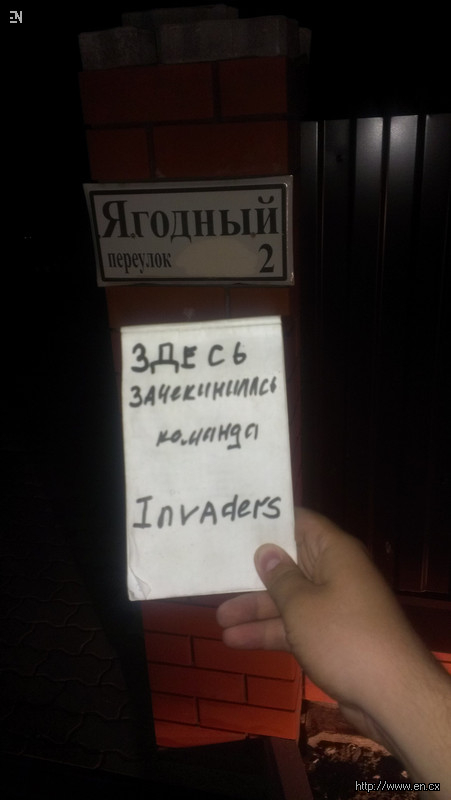 EN
Ягодный
переулок 2
ЗДЕСЬ
ЗАЧЕКИНИЛАСЬ
команда
Invaders
http://www.en.cx